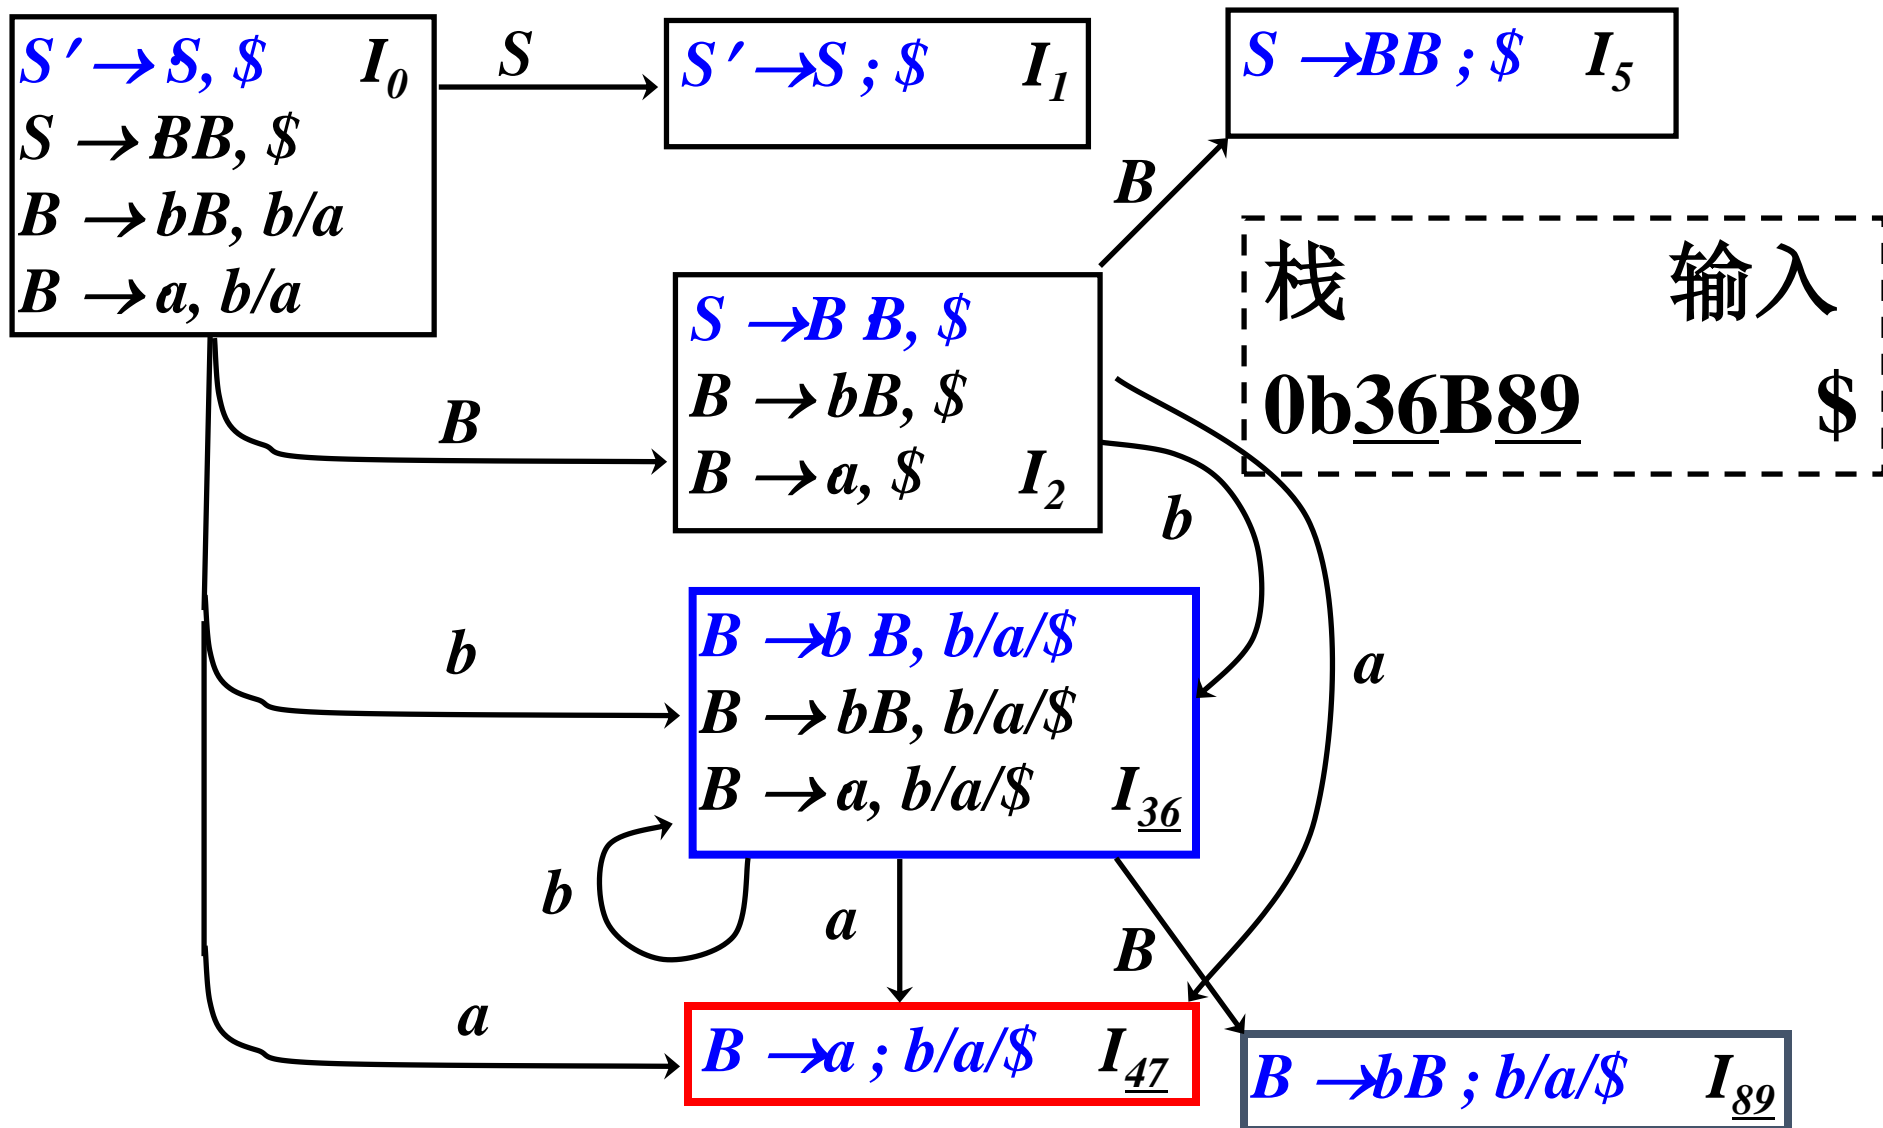 S′ → ·S, $ I0
S → ·BB, $
B → ·bB, b/a
B → ·a, b/a
S
S′ → S·, $ I1
S → BB·, $ I5
B
S → B·B, $
B → ·bB, $
B → ·a, $ I2
栈 输入
0b36B89 $
B
b
b
a
B → b·B, b/a/$
B → ·bB, b/a/$
B → ·a, b/a/$ I36
b
a
B
a
B → a·, b/a/$ I47
B → bB·, b/a/$ I89